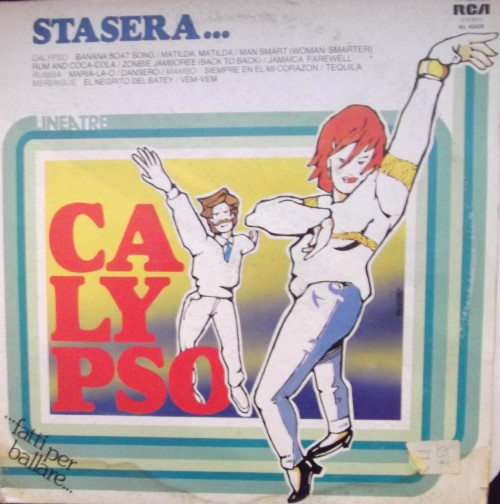 STASERA...
RCA
STEREO
CALYPSO: BANANA BOAT SONG / MATILDA, MATILDA / MAN SMART (WOMAN SMARTER)
RUM AND COCA-COLA / ZOMBIE JAMBOREE (BACK TO BACK) / JAMAICA FAREWELL
RUMBA: MARIA-LA-O / DANSERO / MAMBO: SIEMPRE EN EL MI CORAZON / TEQUILA
MERENGUE: EL NEGRITO DEL BATEY / VEM-VEM
LINEATRE
CA
LY
PSO
...fatti per
ballare...